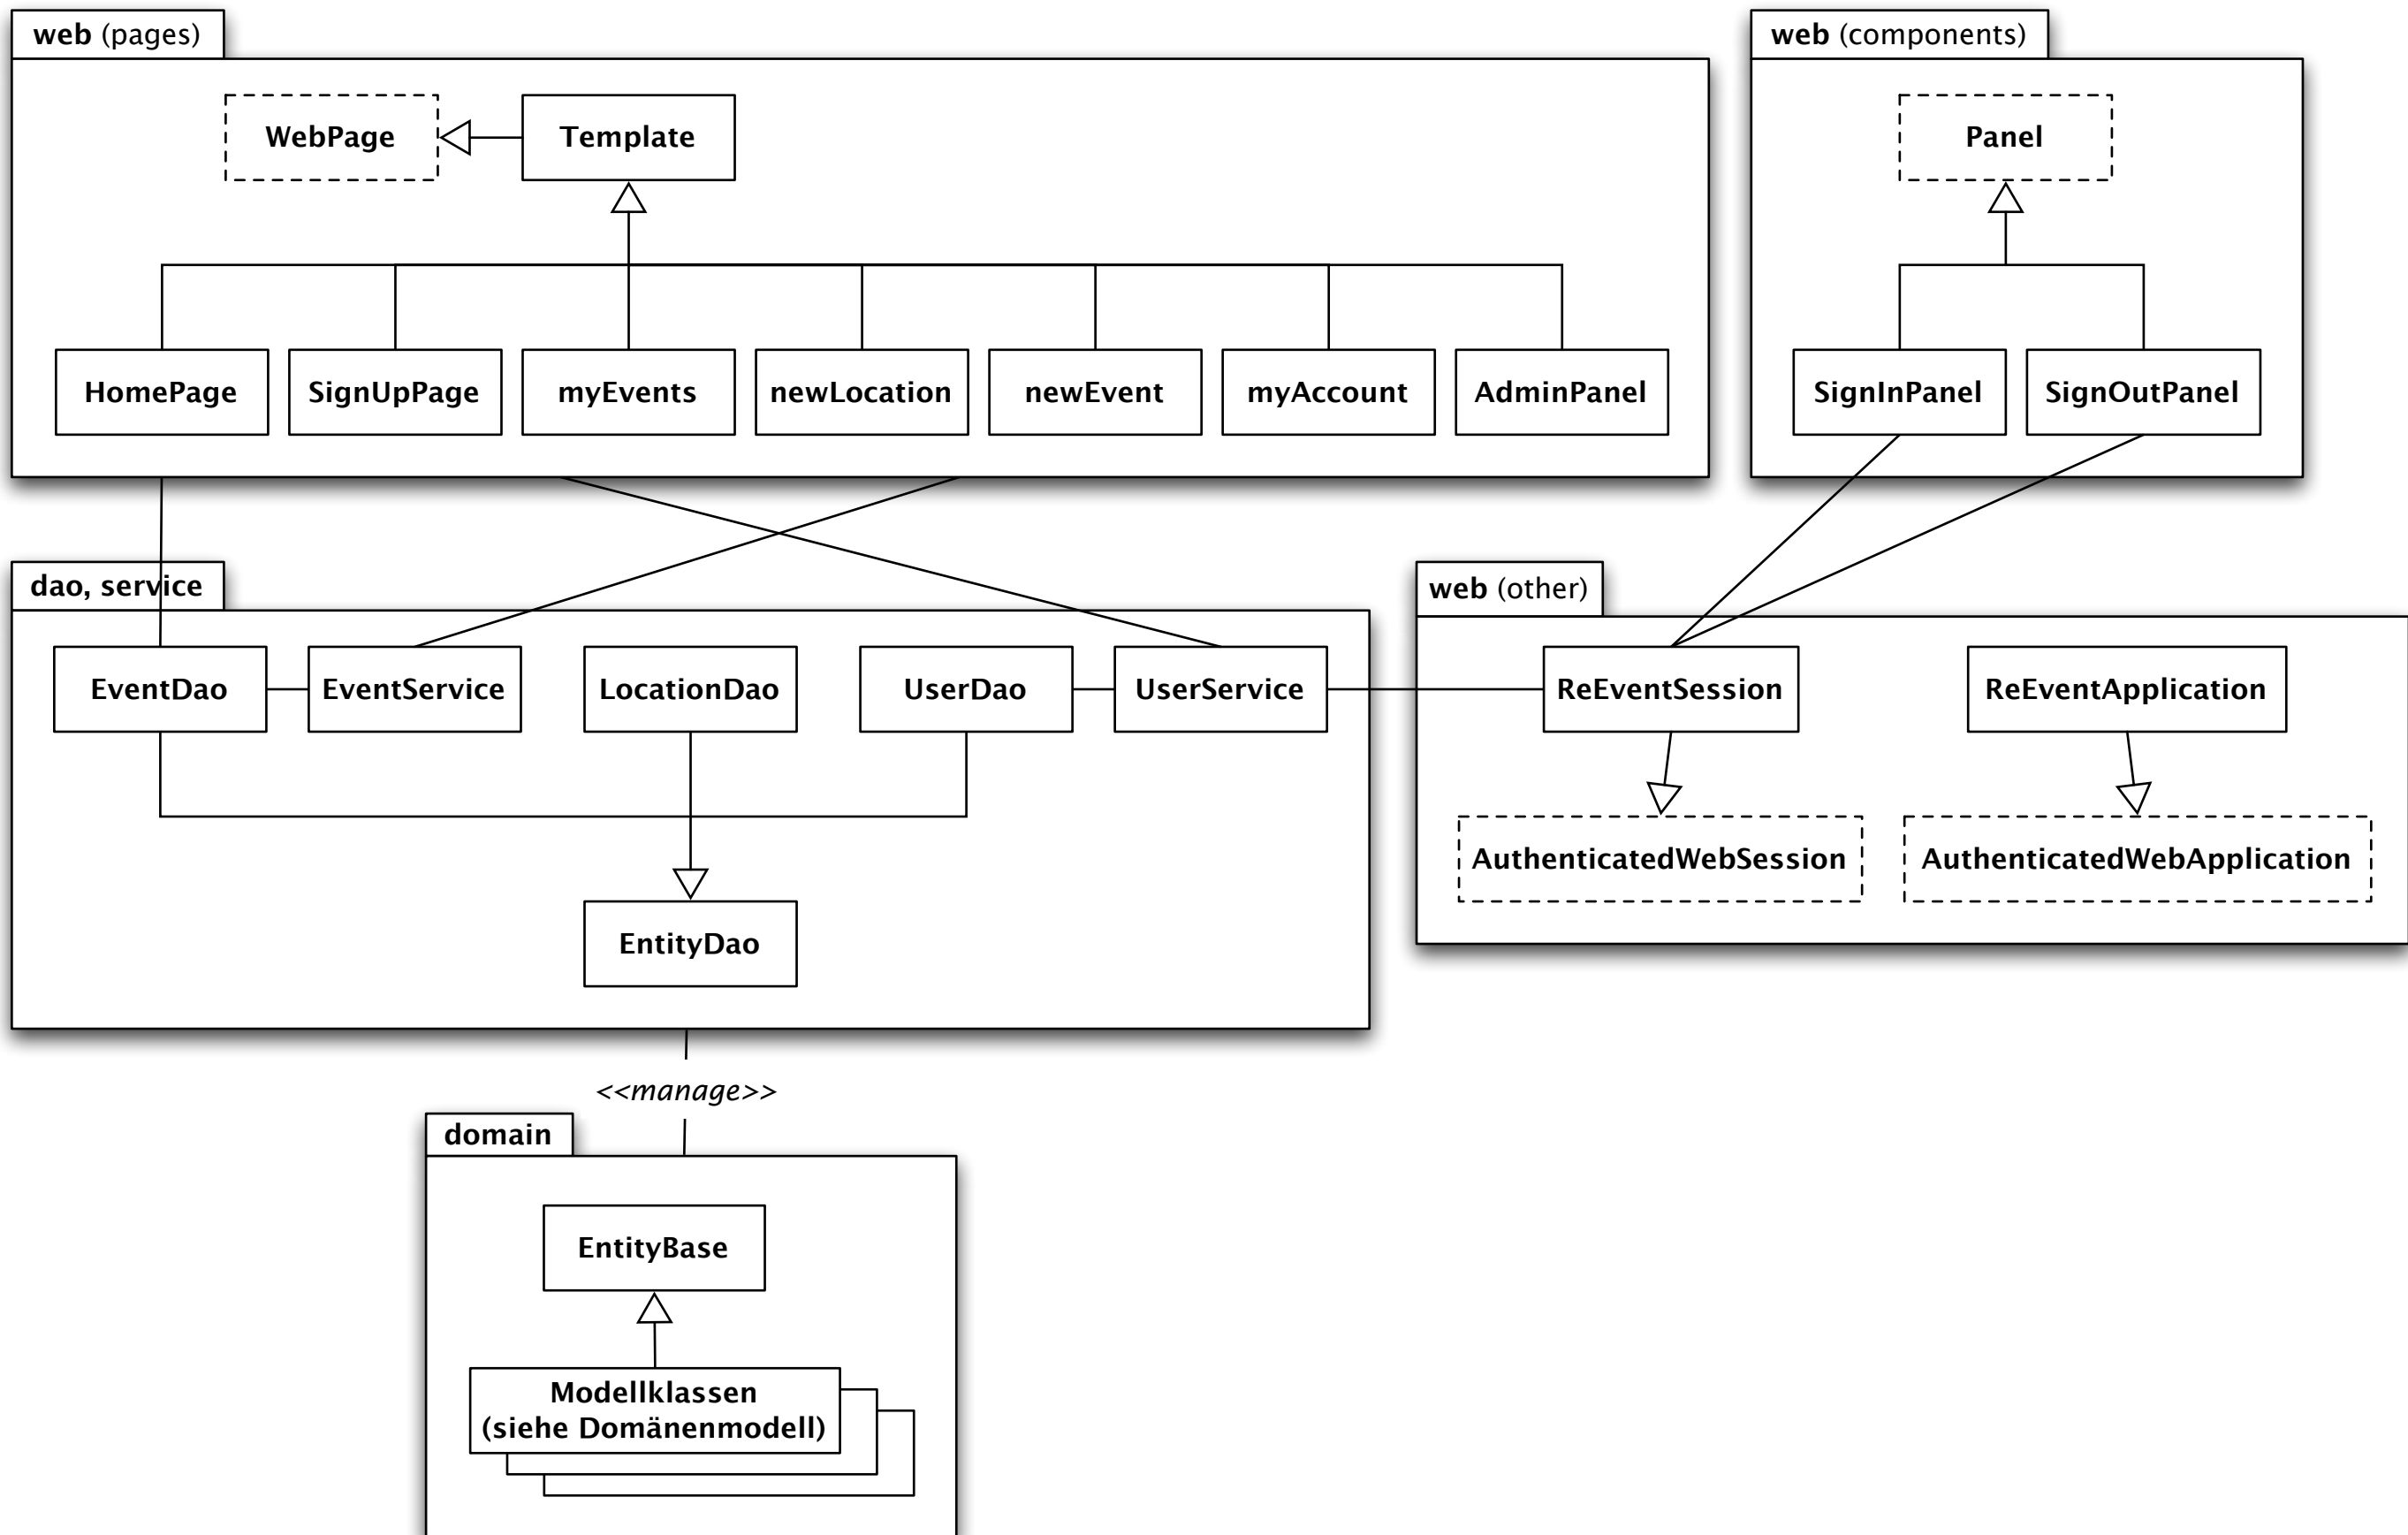 web (pages)
web (components)
WebPage
Template
Panel
HomePage
SignUpPage
myEvents
newLocation
newEvent
myAccount
AdminPanel
SignInPanel
SignOutPanel
dao, service
web (other)
EventDao
EventService
LocationDao
UserDao
UserService
ReEventSession
ReEventApplication
AuthenticatedWebSession
AuthenticatedWebApplication
EntityDao
<<manage>>
domain
EntityBase
Modellklassen
(siehe Domänenmodell)